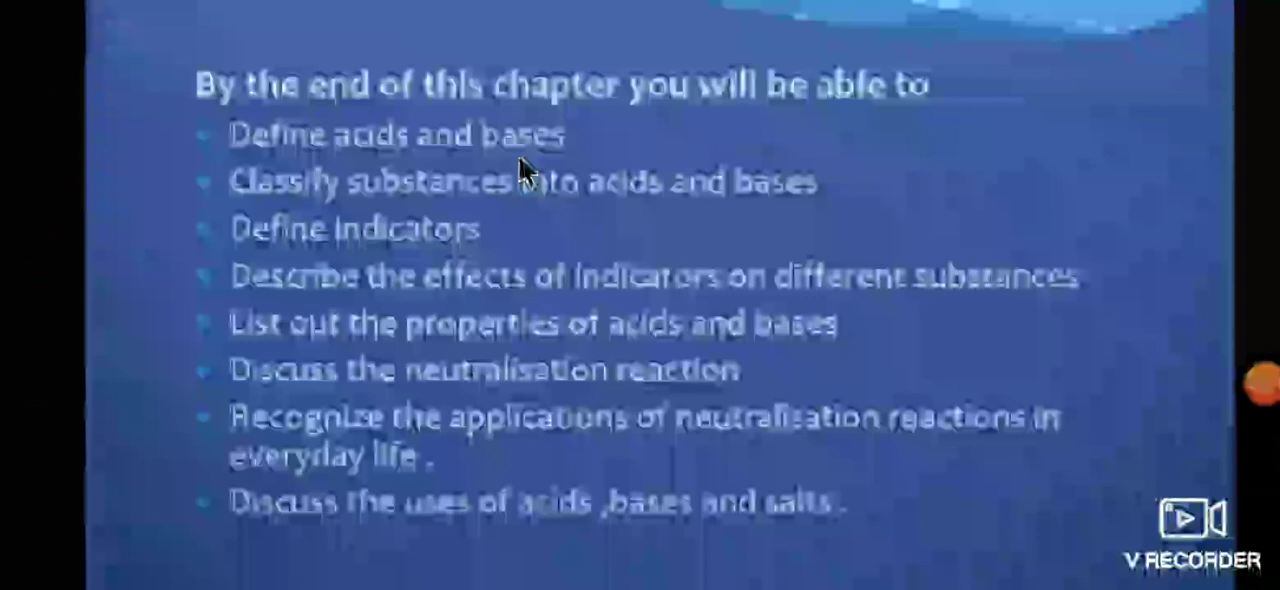 By the end of this chapter you will be able to
Define acids and bases
Classify substances into acids and bases
Define indicators
Describe the effects of indicators on different substances
List out the properties of acids and bases
Discuss the neutralisation reaction
Recognize the applications of neutralisation reactions in
everyday life .
Discuss the uses of acids ,bases and salts .
V RECORDER